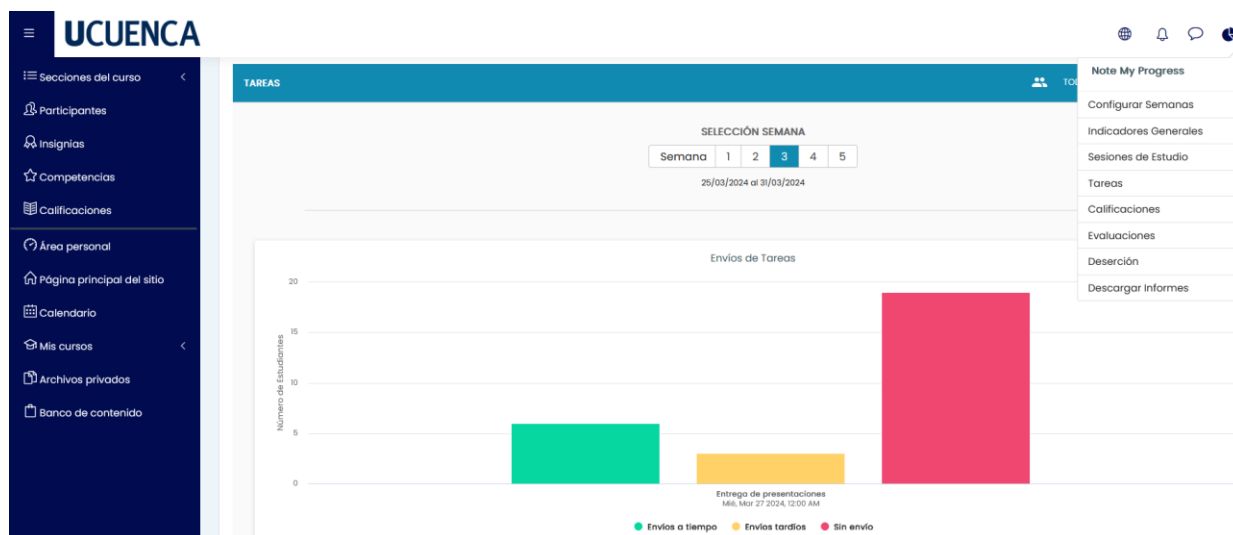 UCUENCA
Secciones del curso
Participantes
Insignias
Competencias
Calificaciones
Área personal
Página principal del sitio
Calendario
Mis cursos
Archivos privados
Banco de contenido
TAREAS
SELECCIÓN SEMANA
Semana 1 2 3 4 5
25/03/2024 al 31/03/2024
Envíos de Tareas
Número de Estudiantes
20
15
10
5
0
Entrega de presentaciones
Mié, Mar 27 2024, 12:00 AM
Envíos a tiempo Envíos tardíos Sin envío
Note My Progress
Configurar Semanas
Indicadores Generales
Sesiones de Estudio
Tareas
Calificaciones
Evaluaciones
Deserción
Descargar Informes